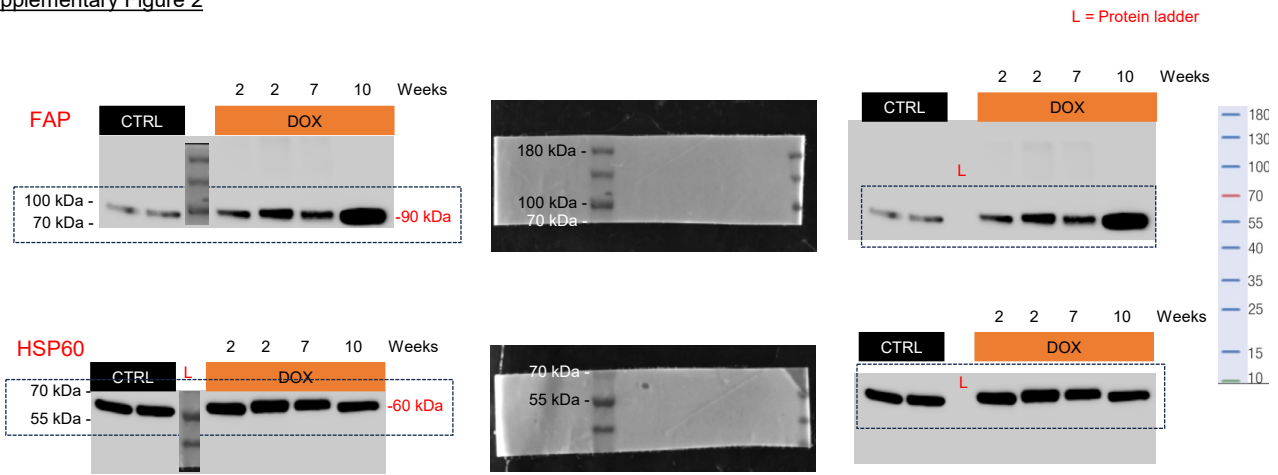 pplementary Figure 2
L = Protein ladder
FAP
2 2 7 10 Weeks
CTRL DOX
100 kDa -
70 kDa -
-90 kDa
180 kDa -
100 kDa -
70 kDa -
2 2 7 10 Weeks
CTRL DOX
L
180
130
100
70
55
40
35
25
15
10
HSP60
2 2 7 10 Weeks
CTRL L DOX
70 kDa -
55 kDa -
-60 kDa
70 kDa -
55 kDa -
2 2 7 10 Weeks
CTRL DOX
L